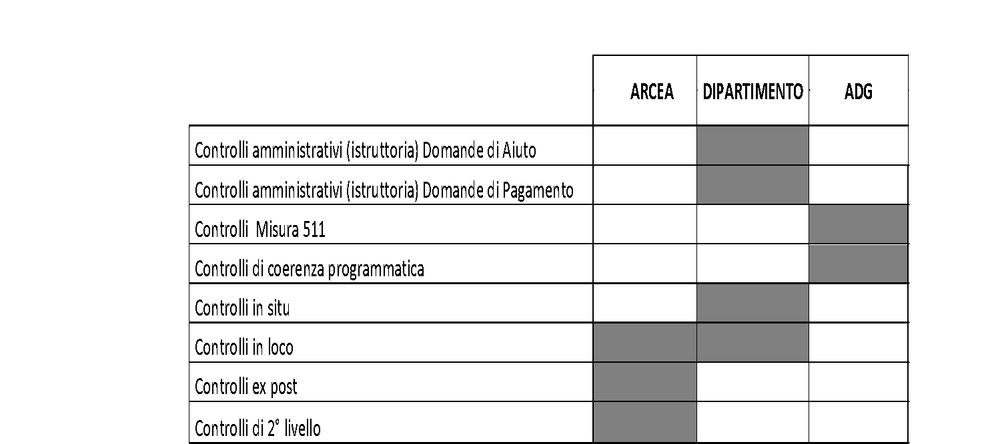 ARCEA DIPARTIMENTO ADG
Controlli amministrativi (istruttoria) Domande di Aiuto
Controlli amministrativi (istruttoria) Domande di Pagamento
Controlli Misura 511
Controlli di coerenza programmatica
Controlli in situ
Controlli in loco
Controlli ex post
Controlli di 2° livello